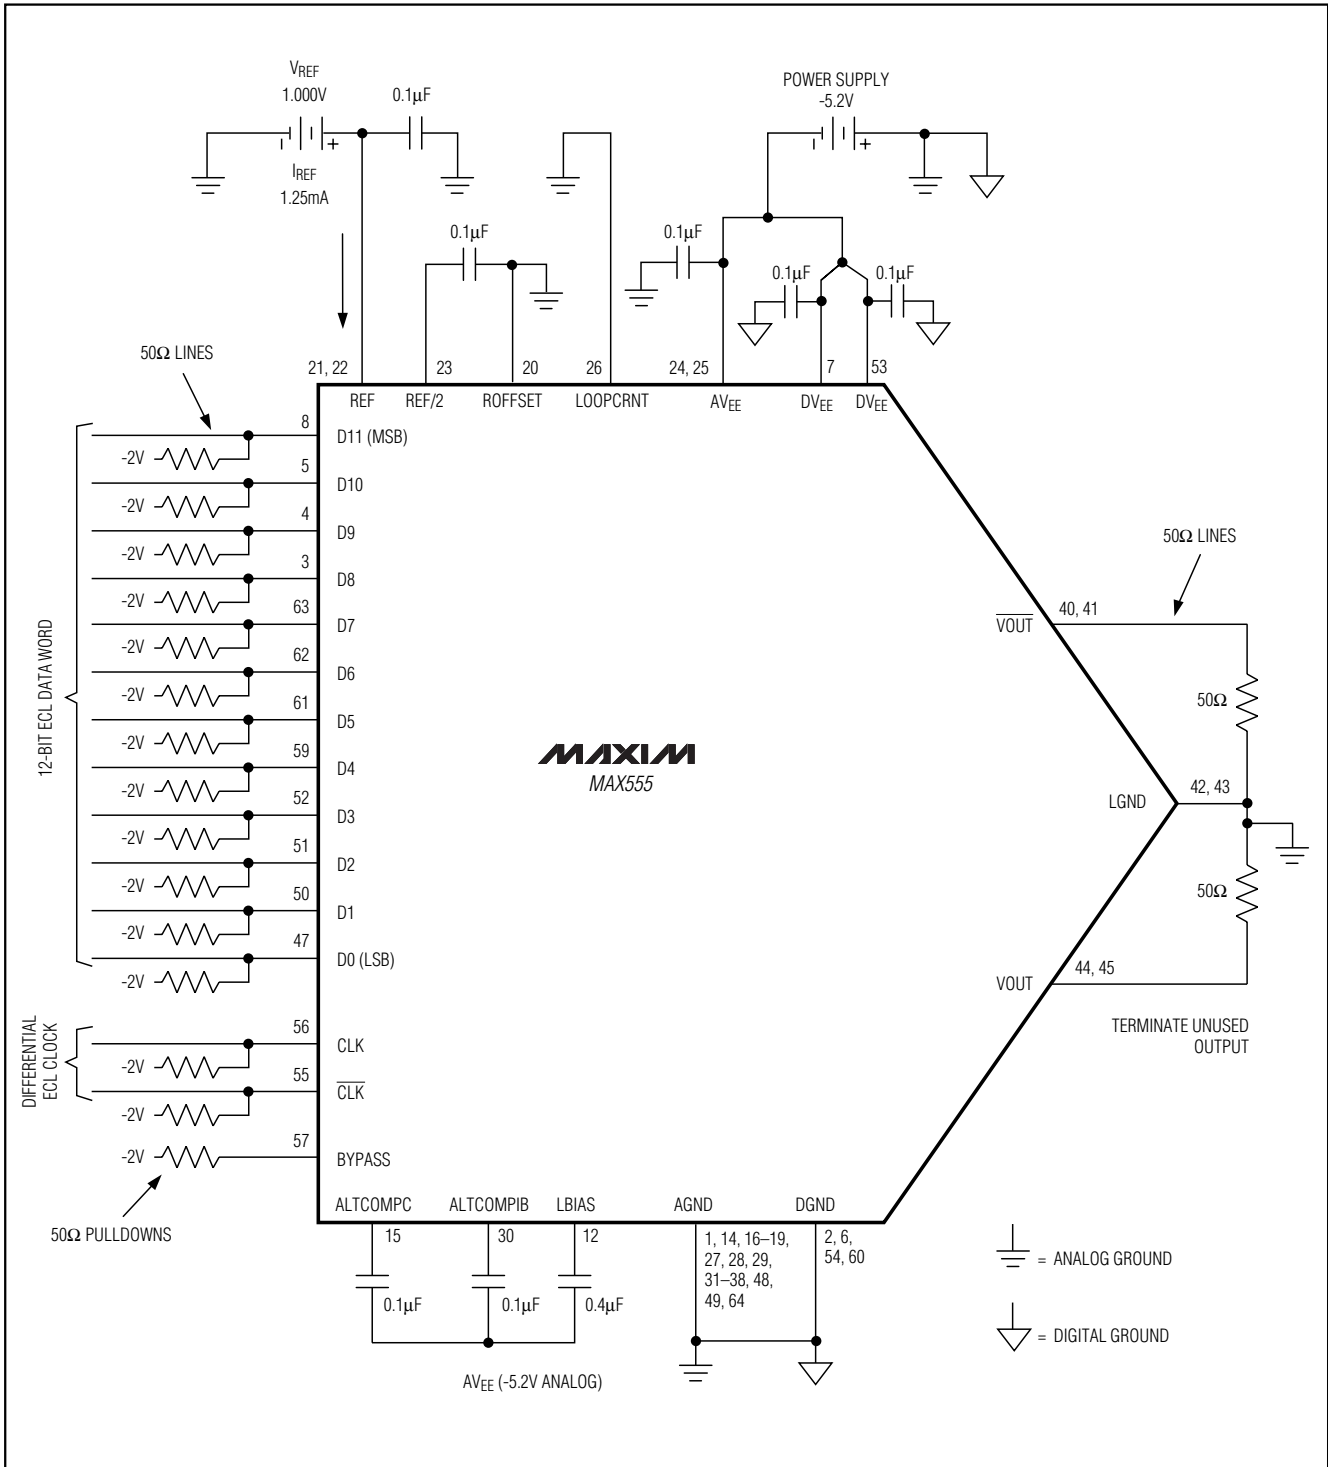 VREF
1.000V
0.1µF
IREF
1.25mA
POWER SUPPLY
-5.2V
0.1µF
0.1µF
0.1µF
0.1µF
50Ω LINES
21, 22
23
20
26
24, 25
7
53
REF
REF/2
ROFFSET
LOOPCRNT
AVEE
DVEE
DVEE
12-BIT ECL DATA WORD
8
D11 (MSB)
-2V
5
D10
-2V
4
D9
-2V
3
D8
-2V
63
D7
-2V
62
D6
-2V
61
D5
-2V
59
D4
-2V
52
D3
-2V
51
D2
-2V
50
D1
-2V
47
D0 (LSB)
-2V
DIFFERENTIAL
ECL CLOCK
56
CLK
-2V
55
CLK
-2V
57
-2V
BYPASS
50Ω PULLDOWNS
MAXIM
MAX555
50Ω LINES
VOUT
40, 41
50Ω
LGND
42, 43
50Ω
VOUT
44, 45
TERMINATE UNUSED
OUTPUT
ALTCOMPC
ALTCOMPIB
LBIAS
AGND
DGND
15
30
12
1, 14, 16–19,
27, 28, 29,
31–38, 48,
49, 64
2, 6,
54, 60
0.1µF
0.1µF
0.4µF
AVEE (-5.2V ANALOG)
= ANALOG GROUND
= DIGITAL GROUND